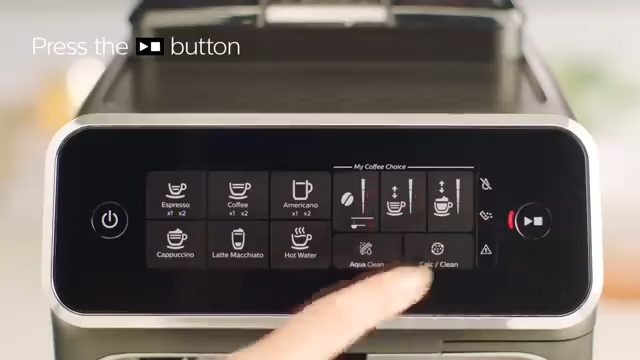 Press the button
My Coffee Choice
Espresso
x1 x2
Coffee
x1 x2
Americano
x1 x2
Cappuccino
Latte Macchiato
Hot Water
Aqua Clean
Calc / Clean